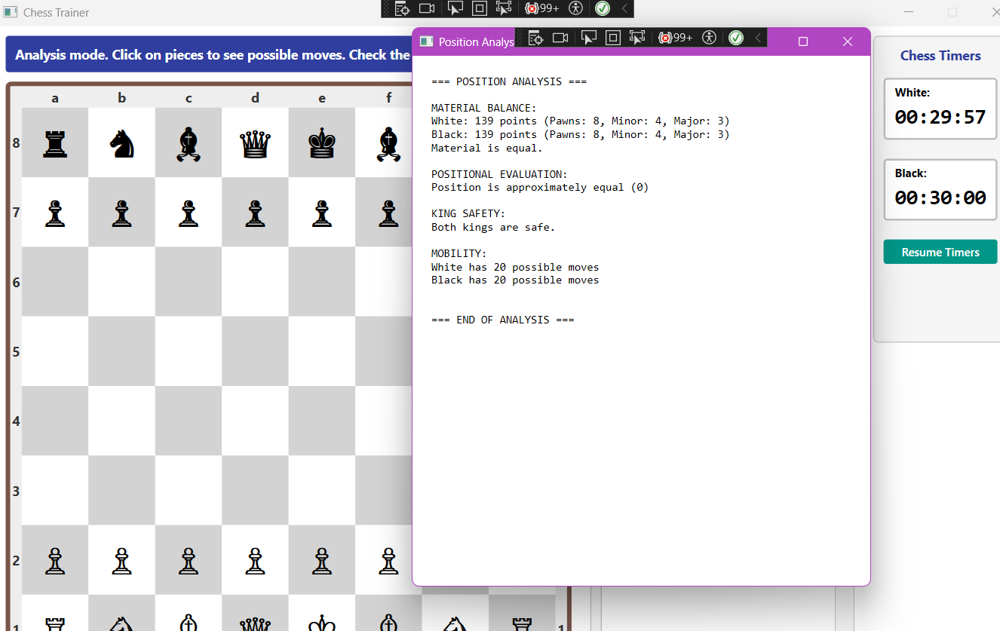 Chess Trainer
99+
Analysis mode. Click on pieces to see possible moves. Check the
Position Analys
99+
Chess Timers
White:
00:29:57
Black:
00:30:00
Resume Timers
a b c d e f
8
7
6
5
4
3
2
1 1
=== POSITION ANALYSIS ===
MATERIAL BALANCE:
White: 139 points (Pawns: 8, Minor: 4, Major: 3)
Black: 139 points (Pawns: 8, Minor: 4, Major: 3)
Material is equal.
POSITIONAL EVALUATION:
Position is approximately equal (0)
KING SAFETY:
Both kings are safe.
MOBILITY:
White has 20 possible moves
Black has 20 possible moves
=== END OF ANALYSIS ===